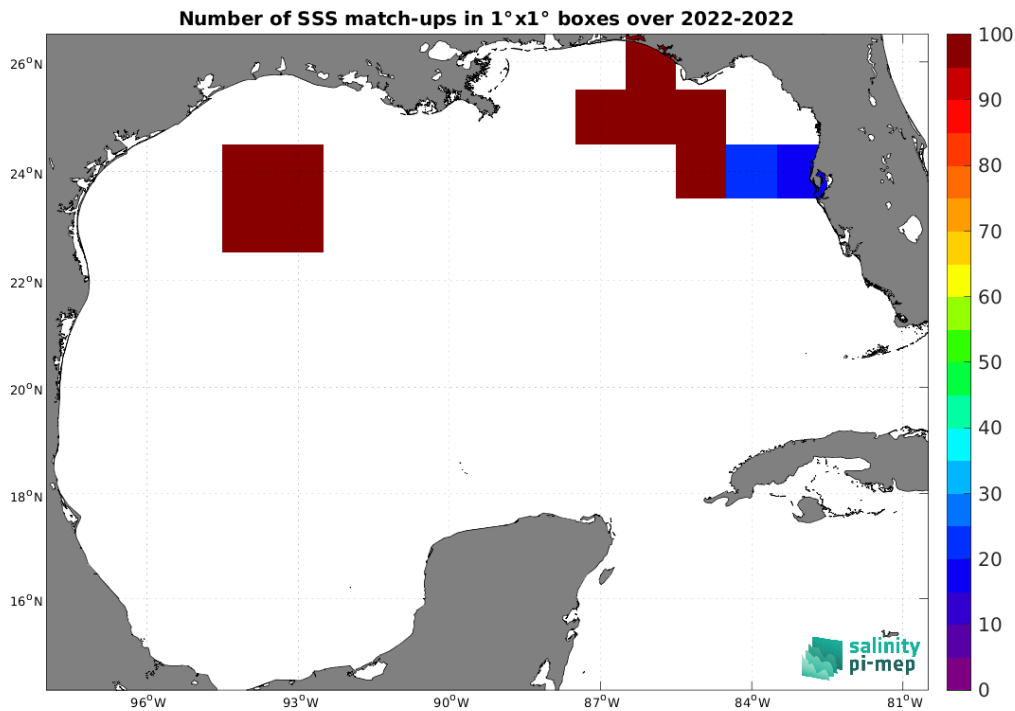 Number of SSS match-ups in 1°x1° boxes over 2022-2022
26°N
24°N
22°N
20°N
18°N
16°N
96°W
93°W
90°W
87°W
84°W
81°W
100
90
80
70
60
50
40
30
20
10
0
salinity
pi-mep